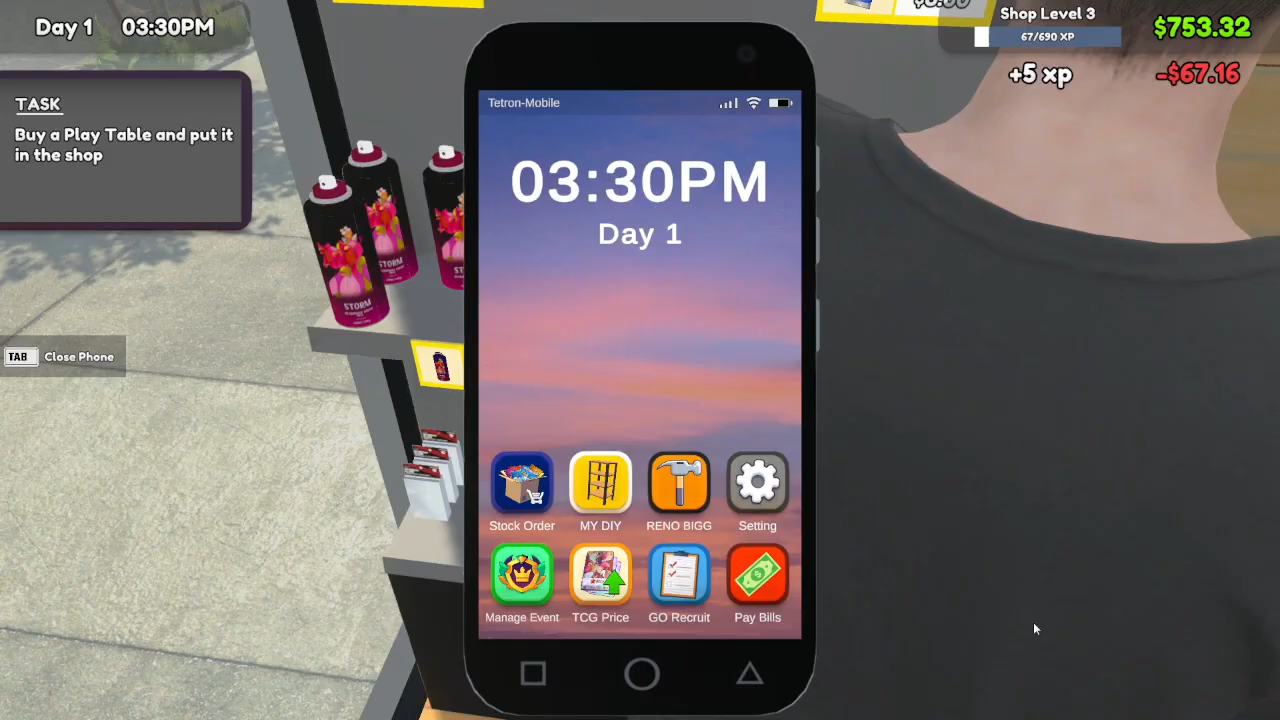 Day 1 03:30PM
Shop Level 3
67/690 XP
$753.32
+5 xp
-$67.16
TASK
Buy a Play Table and put it
in the shop
TAB Close Phone
Tetron-Mobile
03:30PM
Day 1
Stock Order
MY DIY
RENO BIGG
Setting
Manage Event
TCG Price
GO Recruit
Pay Bills
STORM
STORM